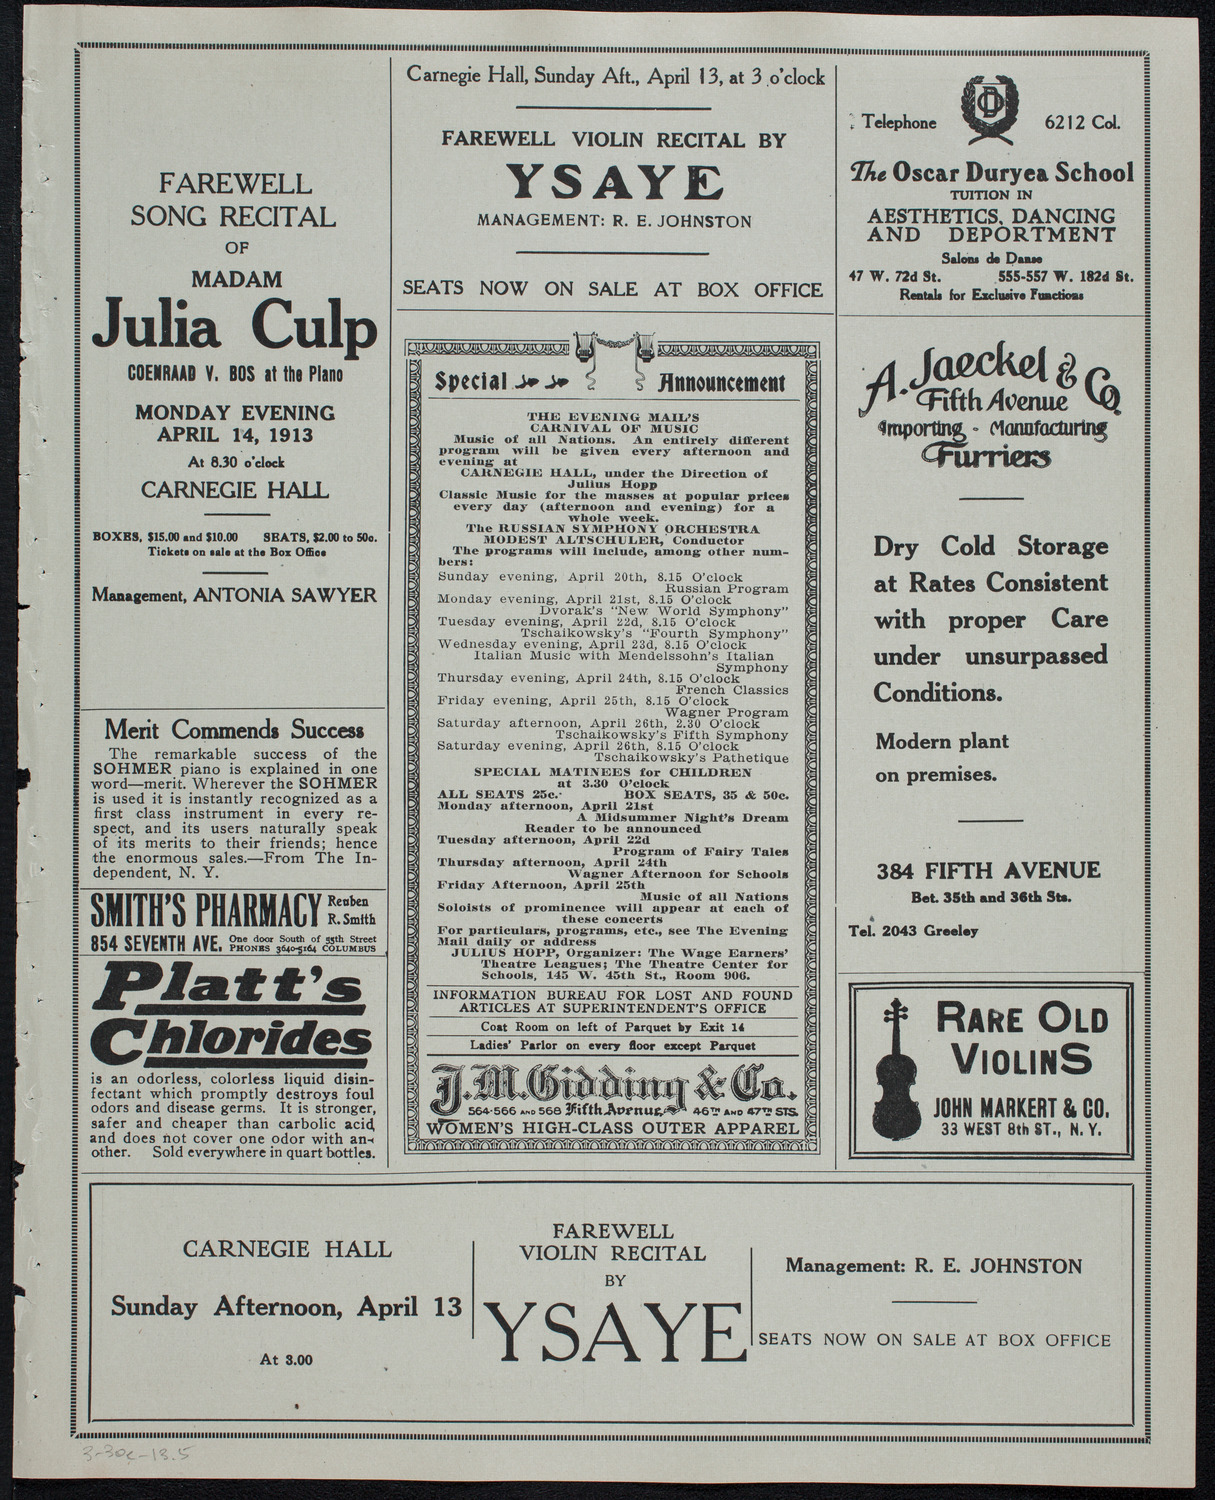 FAREWELL
SONG RECITAL
OF
MADAM
Julia Culp
COENRAAD V. BOS at the Piano
MONDAY EVENING
APRIL 14, 1913
At 8.30 o'clock
CARNEGIE HALL
BOXES, $15.00 and $10.00 SEATS, $2.00 to 50c.
Tickets on sale at the Box Office
Management, ANTONIA SAWYER
Merit Commends Success
The remarkable success of the
SOHMER piano is explained in one
word—merit. Wherever the SOHMER
is used it is instantly recognized as a
first class instrument in every re-
spect, and its users naturally speak
of its merits to their friends; hence
the enormous sales.—From The In-
dependent, N. Y.
SMITH'S PHARMACY Reuben
R. Smith
854 SEVENTH AVE. One door South of 55th Street
PHONES 3640-5164 COLUMBUS
Platt's
Chlorides
is an odorless, colorless liquid disin-
fectant which promptly destroys foul
odors and disease germs. It is stronger,
safer and cheaper than carbolic acid,
and does not cover one odor with an-
other. Sold everywhere in quart bottles.
Carnegie Hall, Sunday Aft., April 13, at 3 o'clock
FAREWELL VIOLIN RECITAL BY
YSAYE
MANAGEMENT: R. E. JOHNSTON
SEATS NOW ON SALE AT BOX OFFICE
Special Announcement
THE EVENING MAIL'S
CARNIVAL OF MUSIC
Music of all Nations. An entirely different
program will be given every afternoon and
evening at
CARNEGIE HALL, under the Direction of
Julius Hopp
Classic Music for the masses at popular prices
every day (afternoon and evening) for a
whole week.
The RUSSIAN SYMPHONY ORCHESTRA
MODEST ALTSCHULER, Conductor
The programs will include, among other num-
bers:
Sunday evening, April 20th, 8.15 O'clock
Russian Program
Monday evening, April 21st, 8.15 O'clock
Dvorak's "New World Symphony"
Tuesday evening, April 22d, 8.15 O'clock
Tschaikowsky's "Fourth Symphony"
Wednesday evening, April 23d, 8.15 O'clock
Italian Music with Mendelssohn's Italian
Symphony
Thursday evening, April 24th, 8.15 O'clock
French Classics
Friday evening, April 25th, 8.15 O'clock
Wagner Program
Saturday afternoon, April 26th, 2.30 O'clock
Tschaikowsky's Fifth Symphony
Saturday evening, April 26th, 8.15 O'clock
Tschaikowsky's Pathetique
SPECIAL MATINEES for CHILDREN
at 3.30 O'clock
ALL SEATS 25c. BOX SEATS, 35 & 50c.
Monday afternoon, April 21st
A Midsummer Night's Dream
Reader to be announced
Tuesday afternoon, April 22d
Program of Fairy Tales
Thursday afternoon, April 24th
Wagner Afternoon for Schools
Friday Afternoon, April 25th
Music of all Nations
Soloists of prominence will appear at each of
these concerts
For particulars, programs, etc., see The Evening
Mail daily or address
JULIUS HOPP, Organizer: The Wage Earners'
Theatre Leagues; The Theatre Center for
Schools, 145 W. 45th St., Room 906.
INFORMATION BUREAU FOR LOST AND FOUND
ARTICLES AT SUPERINTENDENT'S OFFICE
Coat Room on left of Parquet by Exit 14
Ladies' Parlor on every floor except Parquet
J. M. Gidding & Co.
564-566 AND 568 Fifth Avenue 46TH AND 47TH STS.
WOMEN'S HIGH-CLASS OUTER APPAREL
Telephone OD 6212 Col.
The Oscar Duryea School
TUITION IN
AESTHETICS, DANCING
AND DEPORTMENT
Salons de Danse
47 W. 72d St. 555-557 W. 182d St.
Rentals for Exclusive Functions
A. Jaeckel & Co
Fifth Avenue
Importing - Manufacturing
Furriers
Dry Cold Storage
at Rates Consistent
with proper Care
under unsurpassed
Conditions.
Modern plant
on premises.
384 FIFTH AVENUE
Bet. 35th and 36th Sts.
Tel. 2043 Greeley
RARE OLD
VIOLINS
JOHN MARKERT & CO.
33 WEST 8th ST., N. Y.
CARNEGIE HALL
Sunday Afternoon, April 13
At 3.00
FAREWELL
VIOLIN RECITAL
BY
YSAYE
Management: R. E. JOHNSTON
SEATS NOW ON SALE AT BOX OFFICE